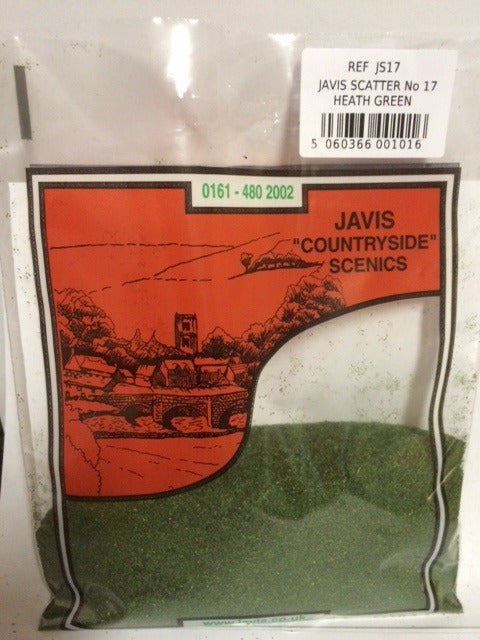 REF JS17
JAVIS SCATTER No 17
HEATH GREEN
5 060366 001016
0161 - 480 2002
JAVIS
"COUNTRYSIDE"
SCENICS